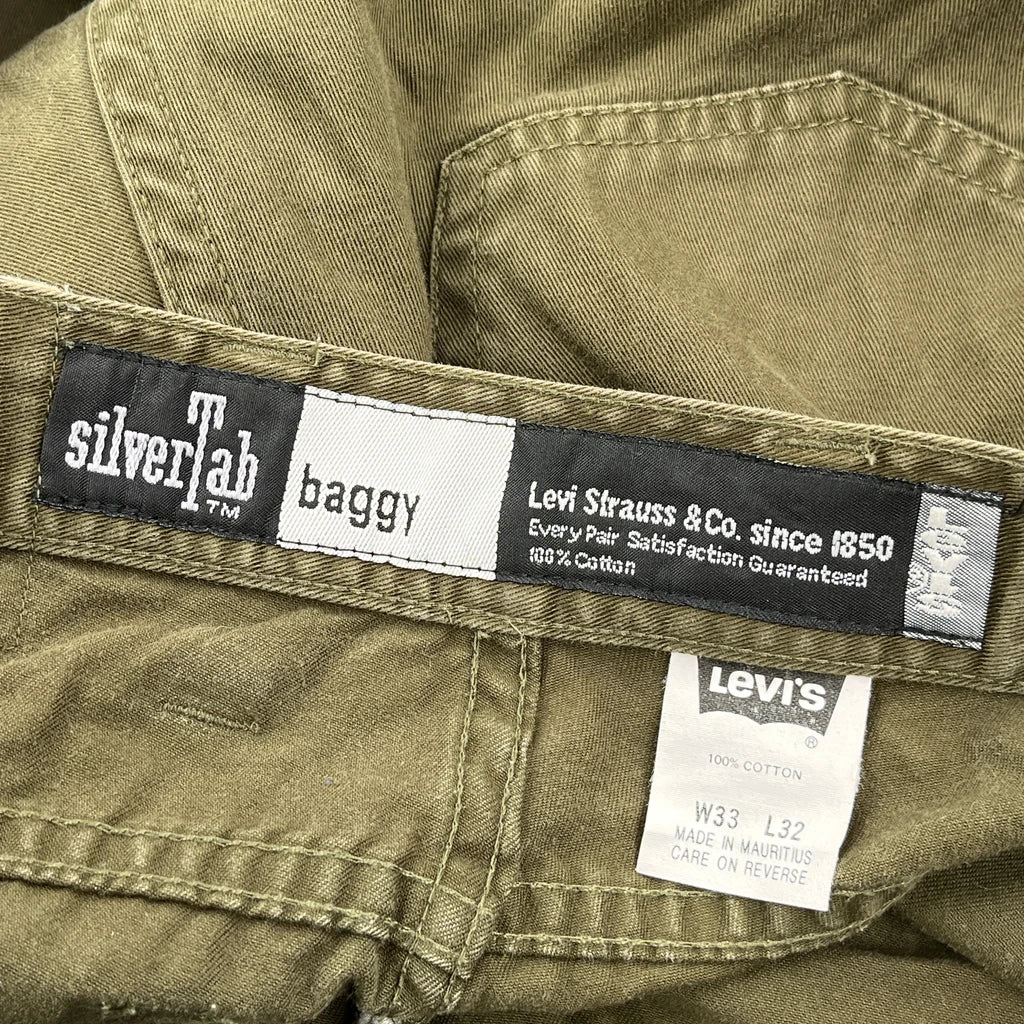 silverTab
TM
baggy
Levi Strauss & Co. since 1850
Every Pair Satisfaction Guaranteed
100% Cotton
LEVI'S
LEVI'S
®
100% COTTON
W33 L32
MADE IN MAURITIUS
CARE ON REVERSE